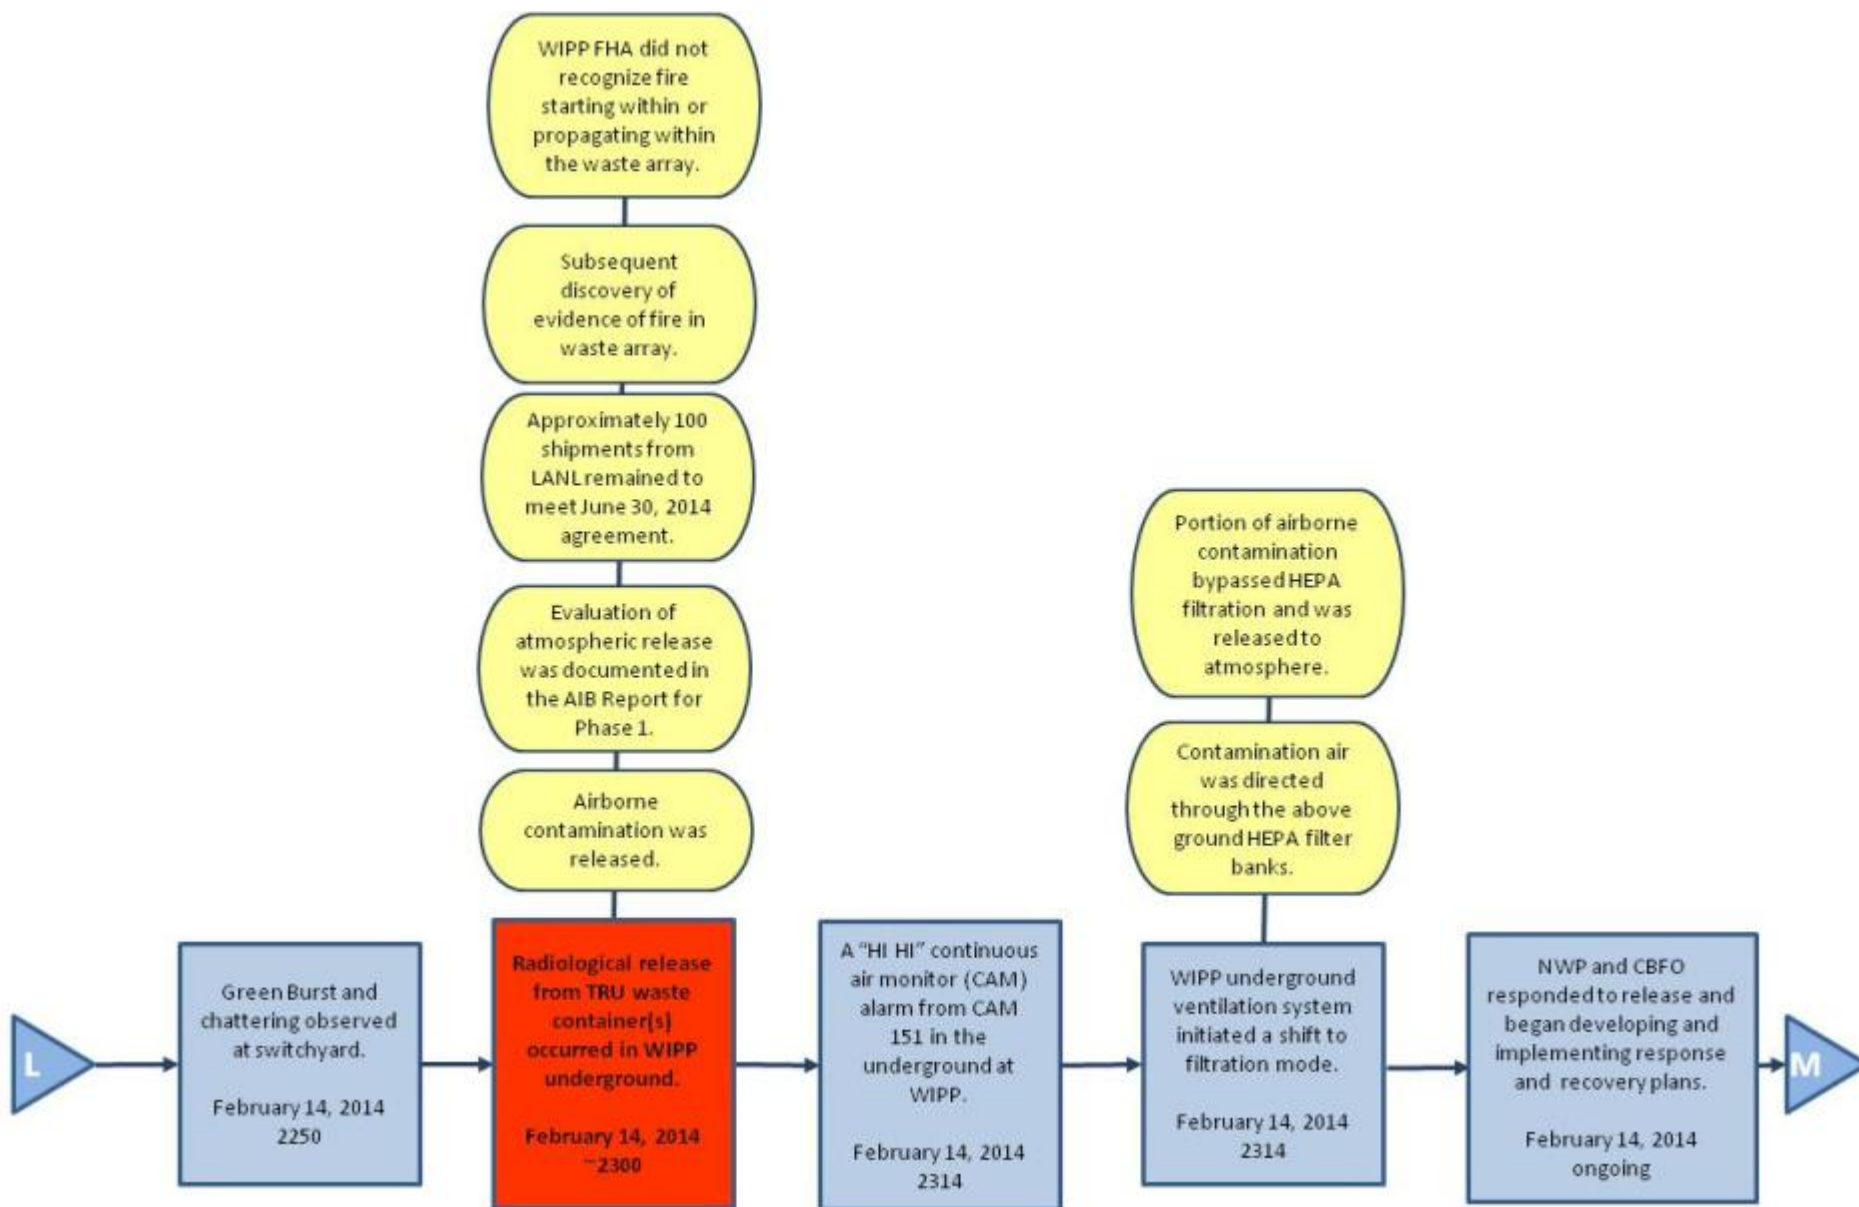 WIPP FHA did not
recognize fire
starting within or
propagating within
the waste array.
Subsequent
discovery of
evidence of fire in
waste array.
Approximately 100
shipments from
LANL remained to
meet June 30, 2014
agreement.
Evaluation of
atmospheric release
was documented in
the AIB Report for
Phase 1.
Airborne
contamination was
released.
Portion of airborne
contamination
bypassed HEPA
filtration and was
released to
atmosphere.
Contamination air
was directed
through the above
ground HEPA filter
banks.
L
Green Burst and
chattering observed
at switchyard.
February 14, 2014
2250
Radiological release
from TRU waste
container(s)
occurred in WIPP
underground.
February 14, 2014
~2300
A "HI HI" continuous
air monitor (CAM)
alarm from CAM
151 in the
underground at
WIPP.
February 14, 2014
2314
WIPP underground
ventilation system
initiated a shift to
filtration mode.
February 14, 2014
2314
NWP and CBFO
responded to release and
began developing and
implementing response
and recovery plans.
February 14, 2014
ongoing
M